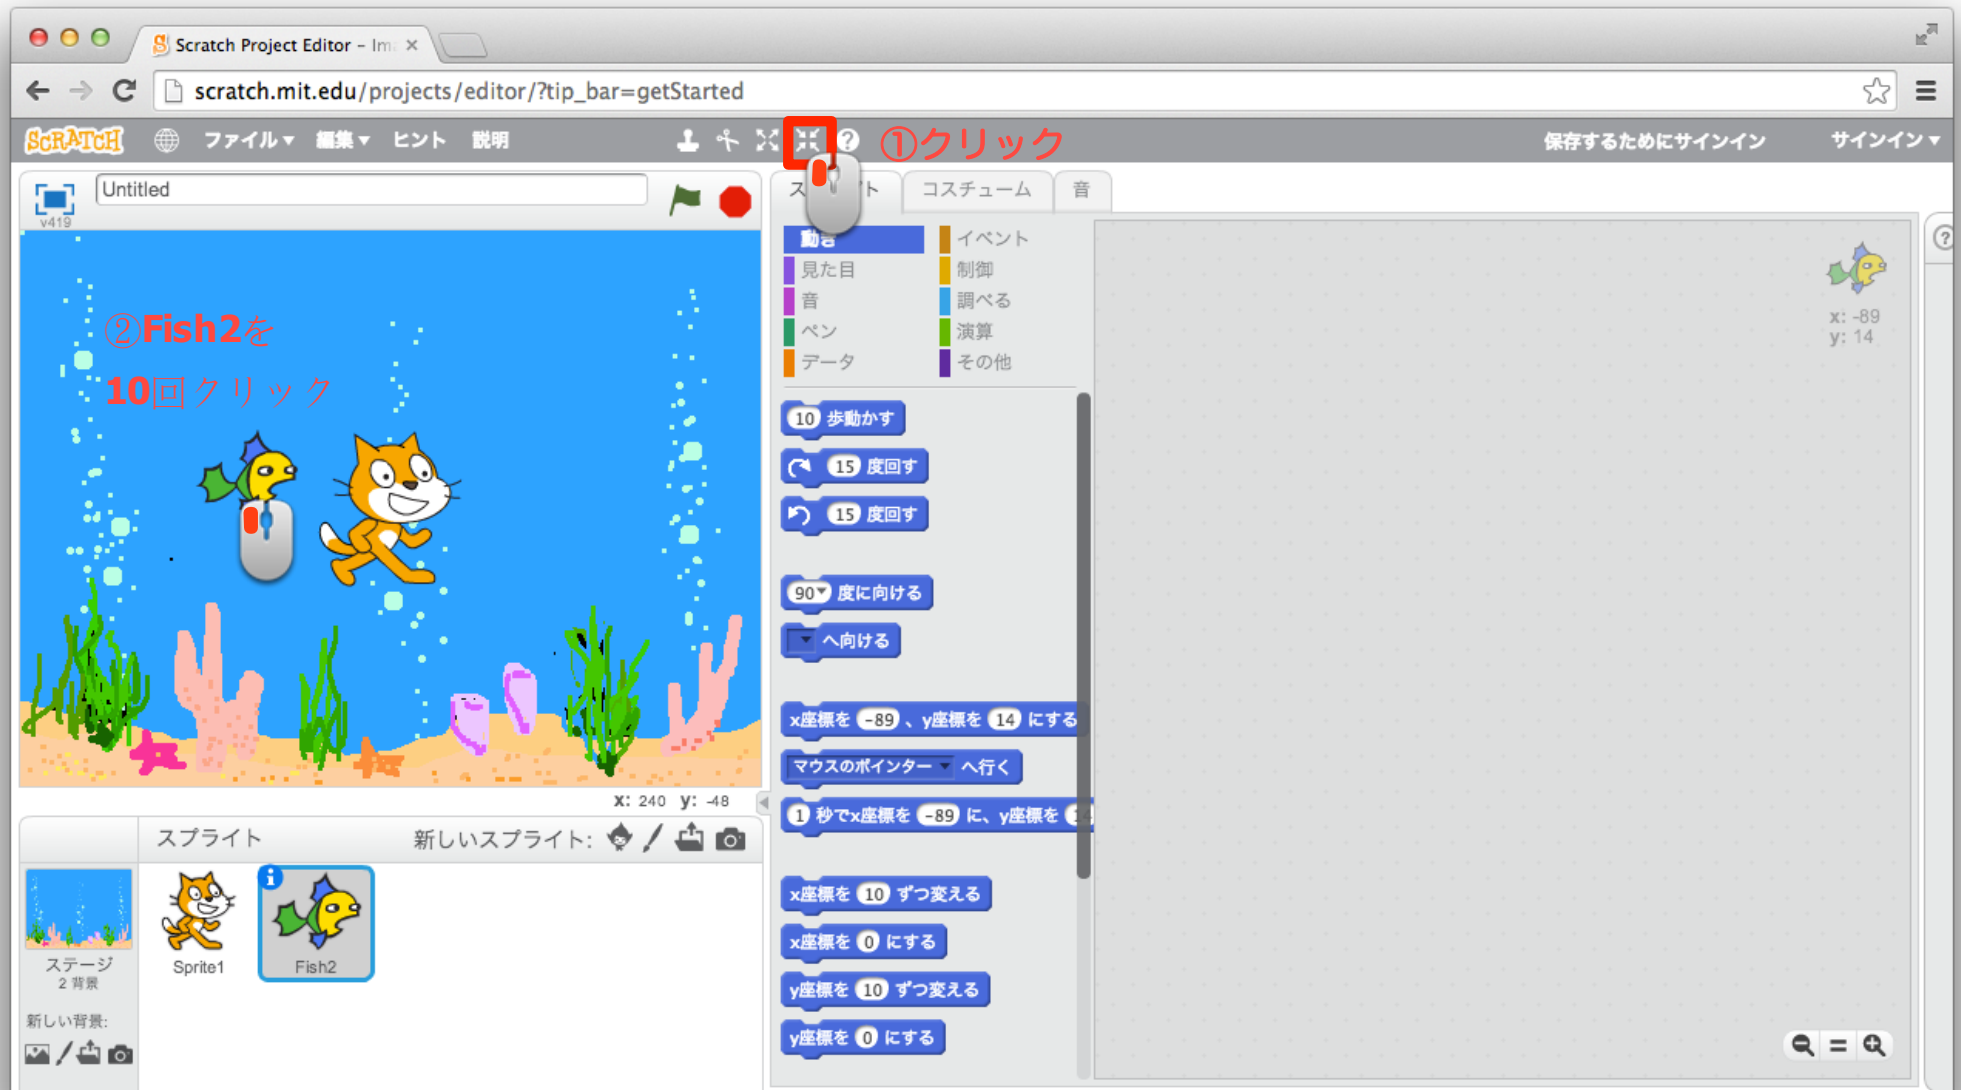 Scratch Project Editor – Im
scratch.mit.edu/projects/editor/?tip_bar=getStarted
SCRATCH ファイル▼ 編集▼ ヒント 説明 ①クリック 保存するためにサインイン サインイン▼
Untitled
v419
コスチューム 音
動き イベント
見た目 制御
音 調べる
ペン 演算
データ その他
②Fish2を
10回クリック
x: -89
y: 14
10 歩動かす
15 度回す
15 度回す
90▼ 度に向ける
▼ へ向ける
x座標を -89 、y座標を 14 にする
マウスのポインター ▼ へ行く
1 秒でx座標を -89 に、y座標を 14
x座標を 10 ずつ変える
x座標を 0 にする
y座標を 10 ずつ変える
y座標を 0 にする
x: 240 y: -48
スプライト 新しいスプライト:
Sprite1
Fish2
ステージ
2 背景
新しい背景: